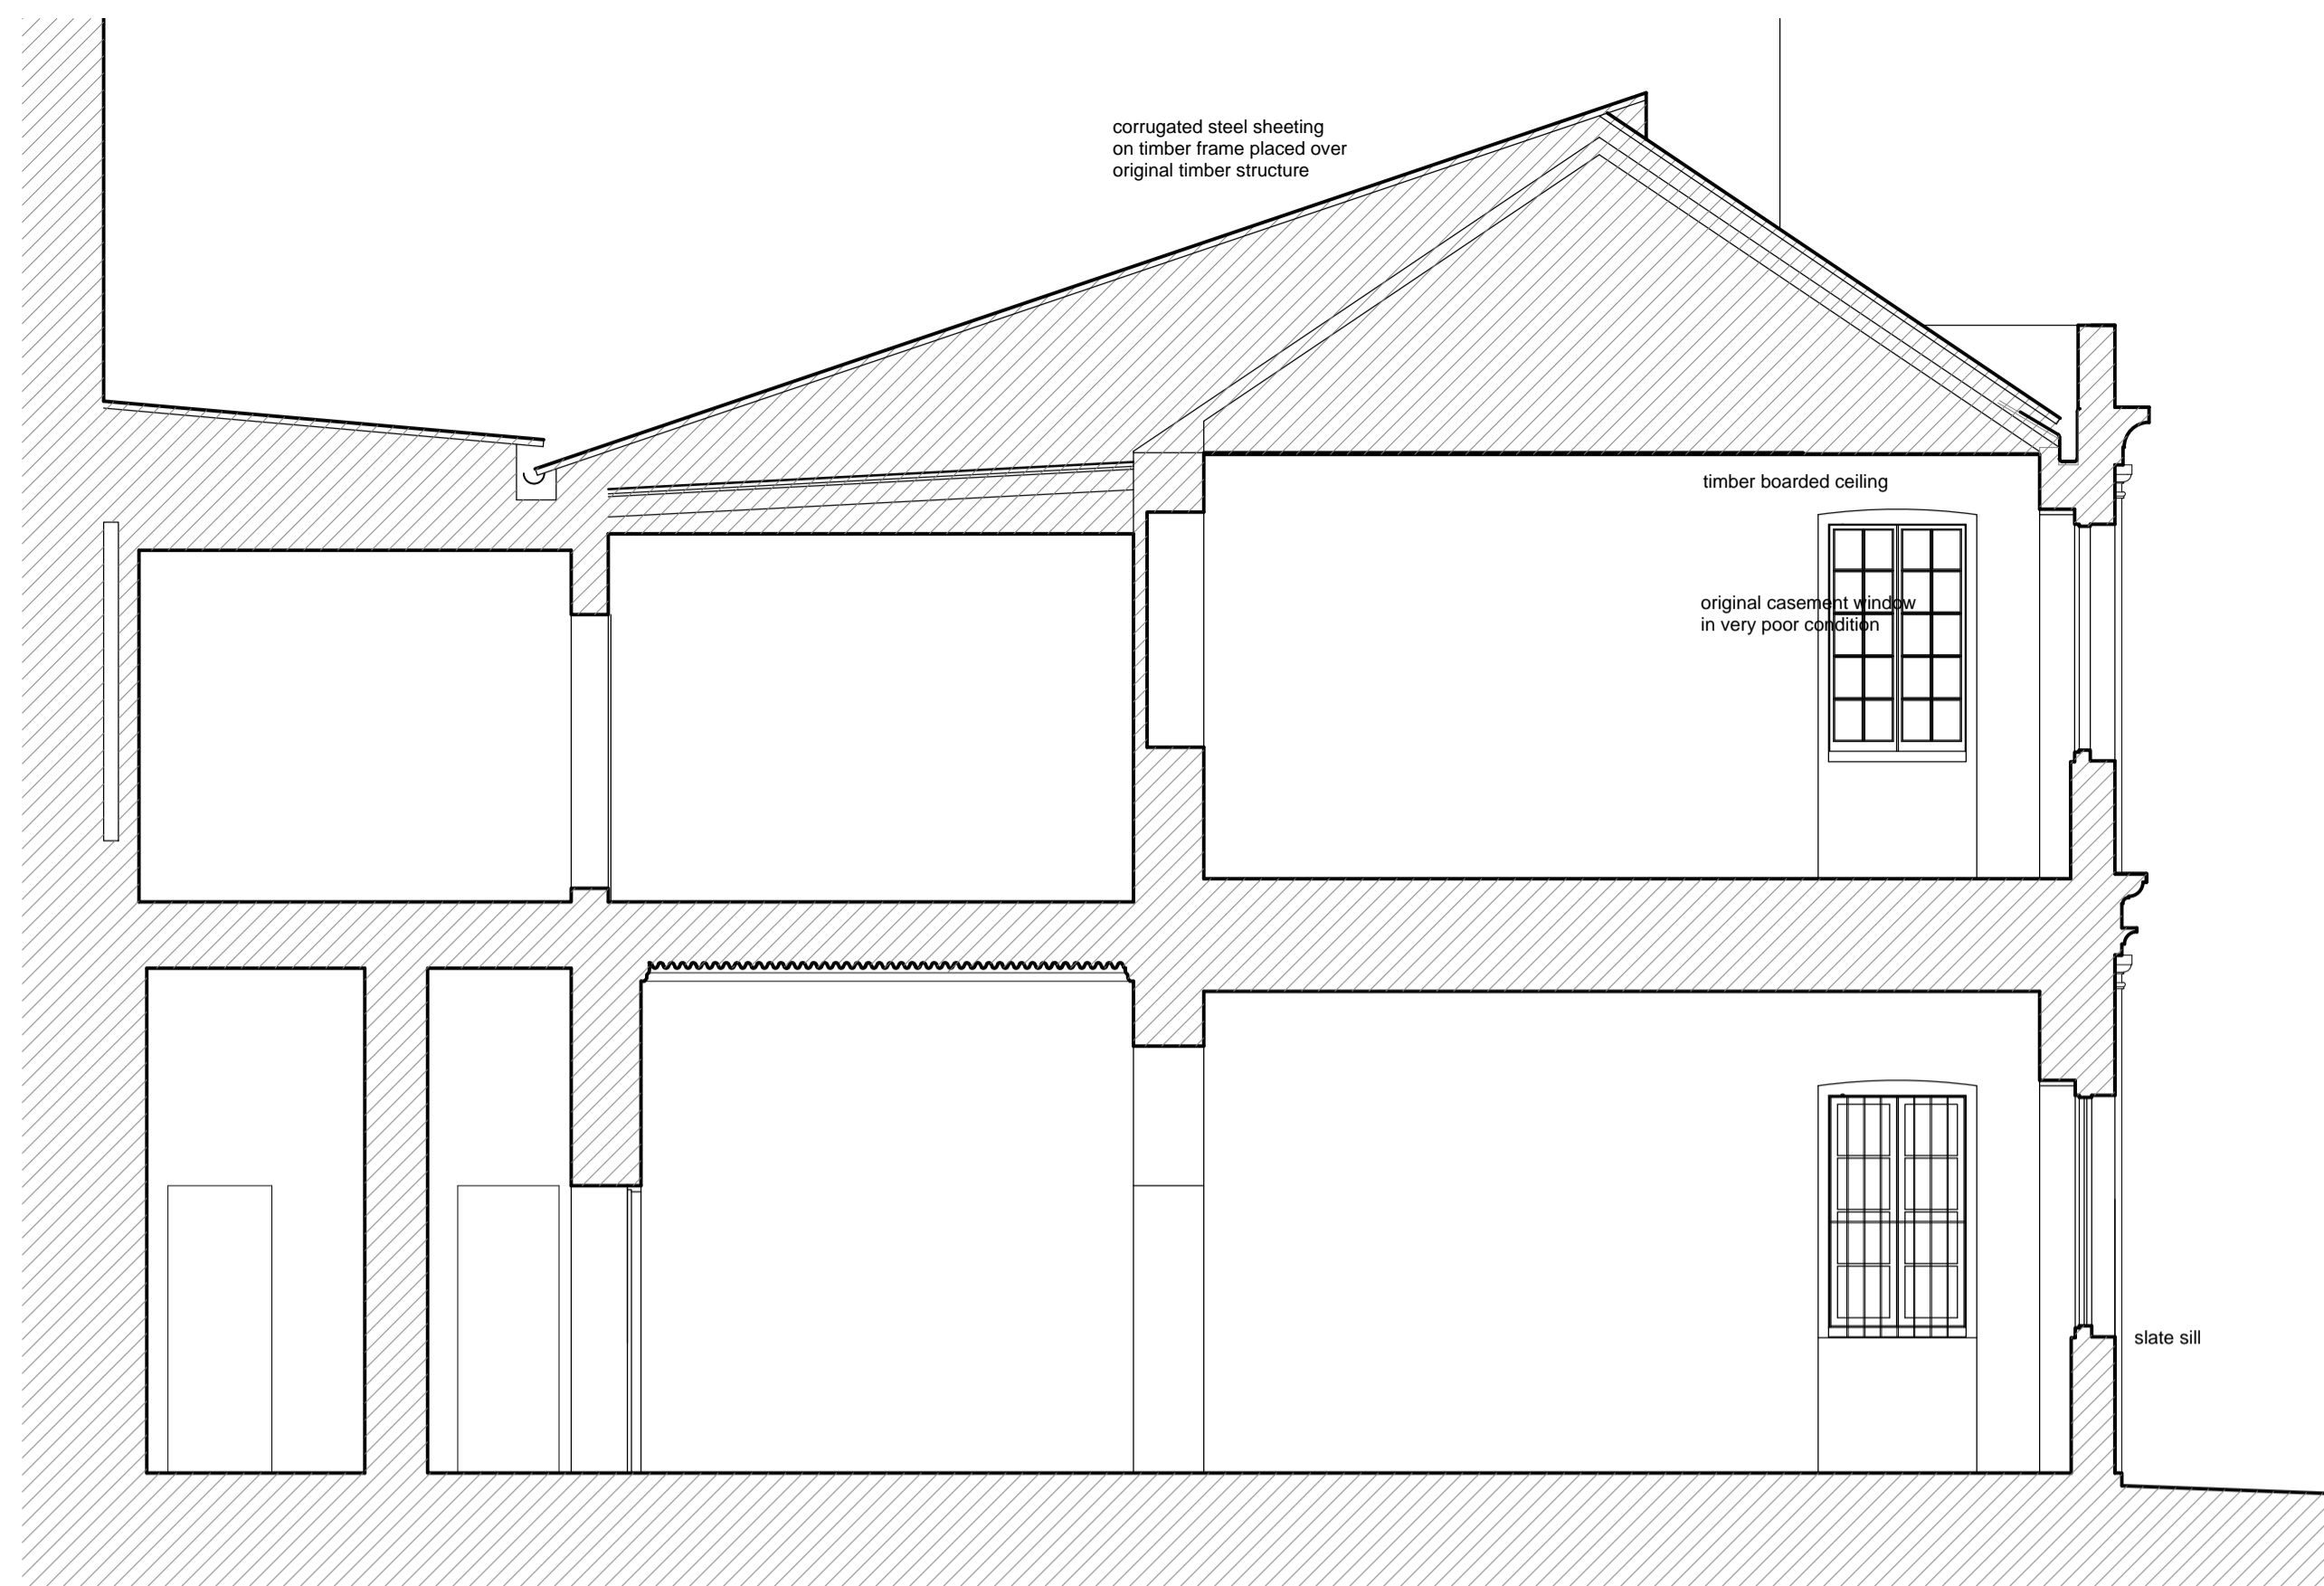 corrugated steel sheeting
on timber frame placed over
original timber structure
timber boarded ceiling
original casement window
in very poor condition
slate sill